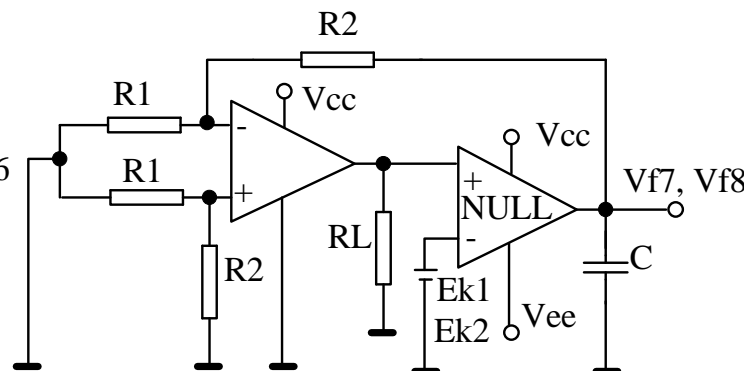 R2
R1
Vcc
-
Vcc
6
R1
+
+
NULL
Vf7, Vf8
RL
-
R2
Ek1
C
Ek2
Vee